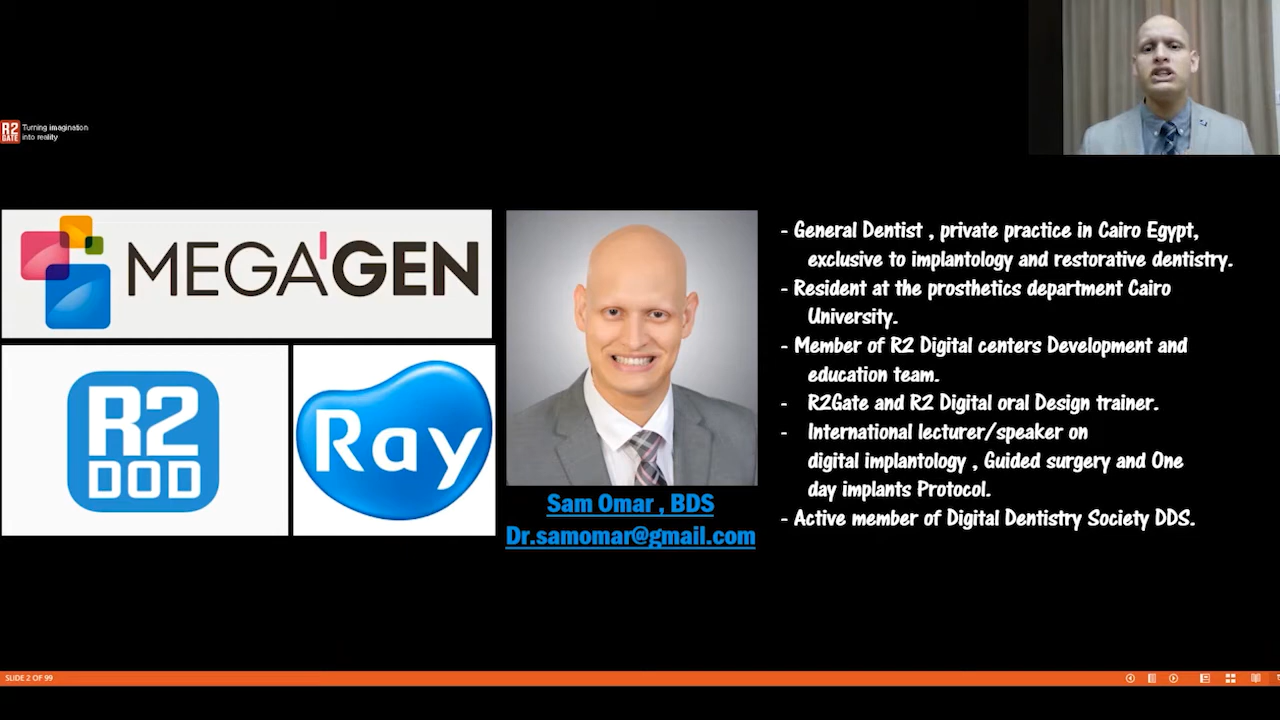 R2
GATE
Turning imagination
into reality
MEGA'GEN
R2
DOD
Ray
Sam Omar , BDS
Dr.samomar@gmail.com
- General Dentist , private practice in Cairo Egypt,
exclusive to implantology and restorative dentistry.
- Resident at the prosthetics department Cairo
University.
- Member of R2 Digital centers Development and
education team.
- R2Gate and R2 Digital oral Design trainer.
- International lecturer/speaker on
digital implantology , Guided surgery and One
day implants Protocol.
- Active member of Digital Dentistry Society DDS.
SLIDE 2 OF 99